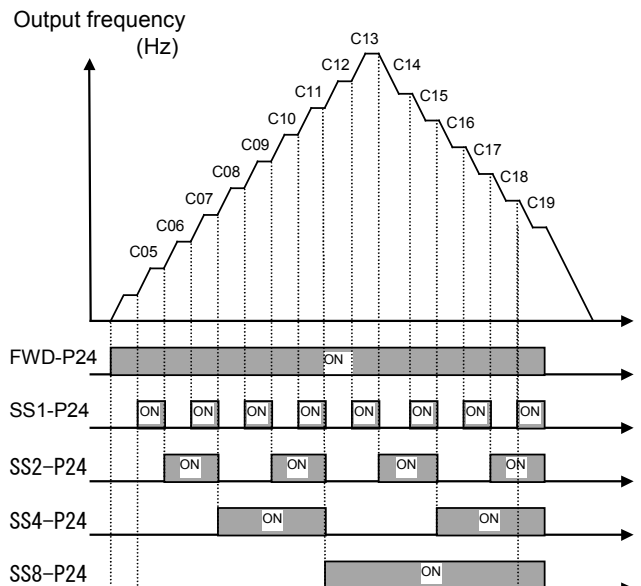 Output frequency
(Hz)
C13
C12
C14
C11
C15
C10
C16
C09
C17
C08
C18
C07
C19
C06
C05
FWD-P24
ON
SS1-P24
ON ON ON ON ON ON ON ON
SS2-P24
ON ON ON ON
SS4-P24
ON ON
SS8-P24
ON